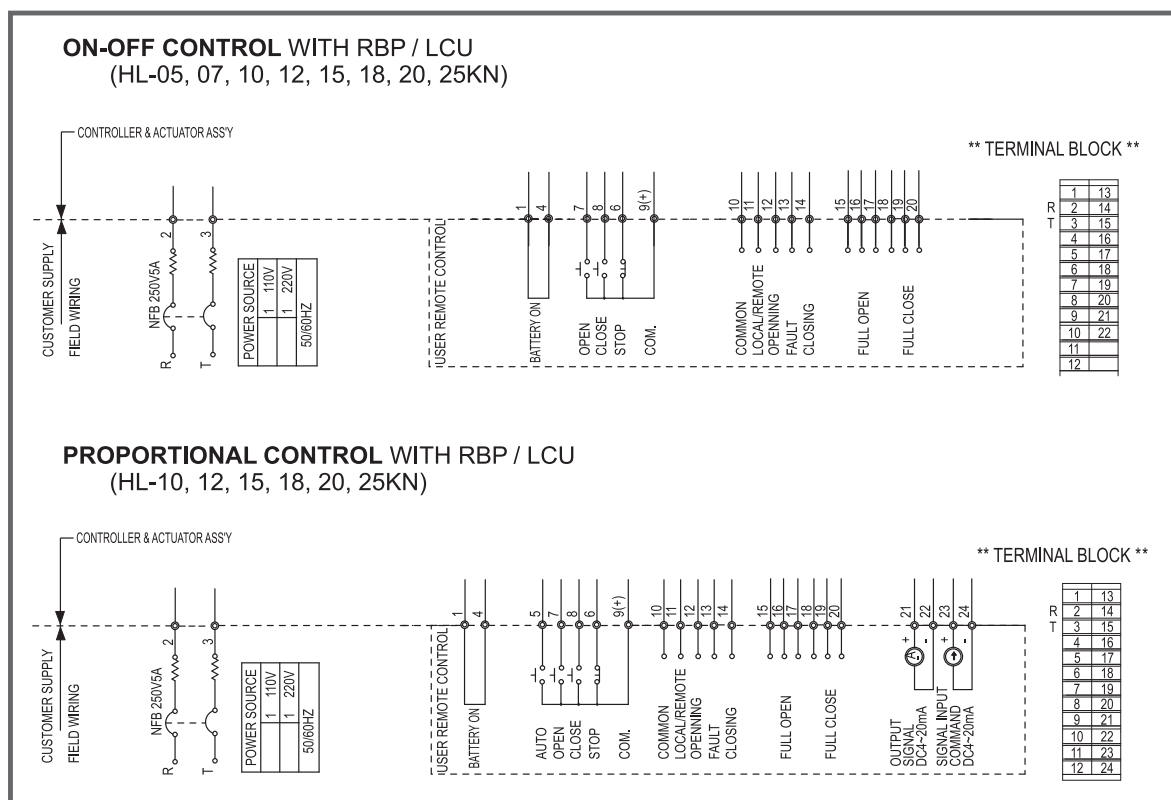 ON-OFF CONTROL WITH RBP / LCU
(HL-05, 07, 10, 12, 15, 18, 20, 25KN)
CONTROLLER & ACTUATOR ASS'Y
** TERMINAL BLOCK **
CUSTOMER SUPPLY
FIELD WIRING
2
3
NFB 250V5A
R
T
POWER SOURCE
1 110V
1 220V
50/60HZ
USER REMOTE CONTROL
1
4
BATTERY ON
7
8
6
9(+)
OPEN
CLOSE
STOP
COM.
10
11
12
13
14
COMMON
LOCAL/REMOTE
OPENNING
FAULT
CLOSING
15
16
17
18
19
20
FULL OPEN
FULL CLOSE
1 13
R 2 14
T 3 15
4 16
5 17
6 18
7 19
8 20
9 21
10 22
11
12
PROPORTIONAL CONTROL WITH RBP / LCU
(HL-10, 12, 15, 18, 20, 25KN)
CONTROLLER & ACTUATOR ASS'Y
** TERMINAL BLOCK **
CUSTOMER SUPPLY
FIELD WIRING
2
3
NFB 250V5A
R
T
POWER SOURCE
1 110V
1 220V
50/60HZ
USER REMOTE CONTROL
1
4
BATTERY ON
5
7
8
6
9(+)
AUTO
OPEN
CLOSE
STOP
COM.
10
11
12
13
14
COMMON
LOCAL/REMOTE
OPENNING
FAULT
CLOSING
15
16
17
18
19
20
FULL OPEN
FULL CLOSE
21
22
23
24
+ -
+ -
A
OUTPUT
SIGNAL
DC4~20mA
SIGNAL INPUT
COMMAND
DC4~20mA
1 13
R 2 14
T 3 15
4 16
5 17
6 18
7 19
8 20
9 21
10 22
11 23
12 24